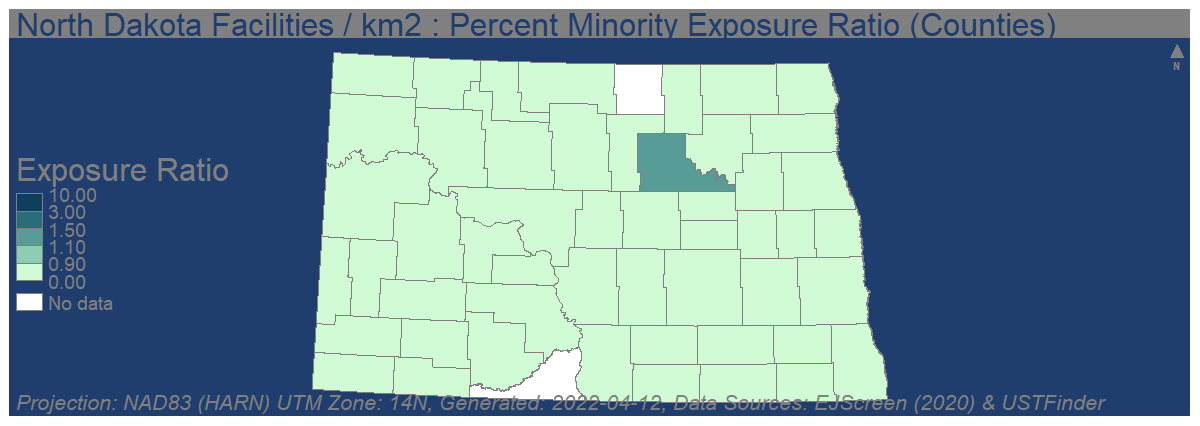 North Dakota Facilities / km2 : Percent Minority Exposure Ratio (Counties)
N
Exposure Ratio
10.00
3.00
1.50
1.10
0.90
0.00
No data
Projection: NAD83 (HARN) UTM Zone: 14N, Generated: 2022-04-12, Data Sources: EJScreen (2020) & USTFinder